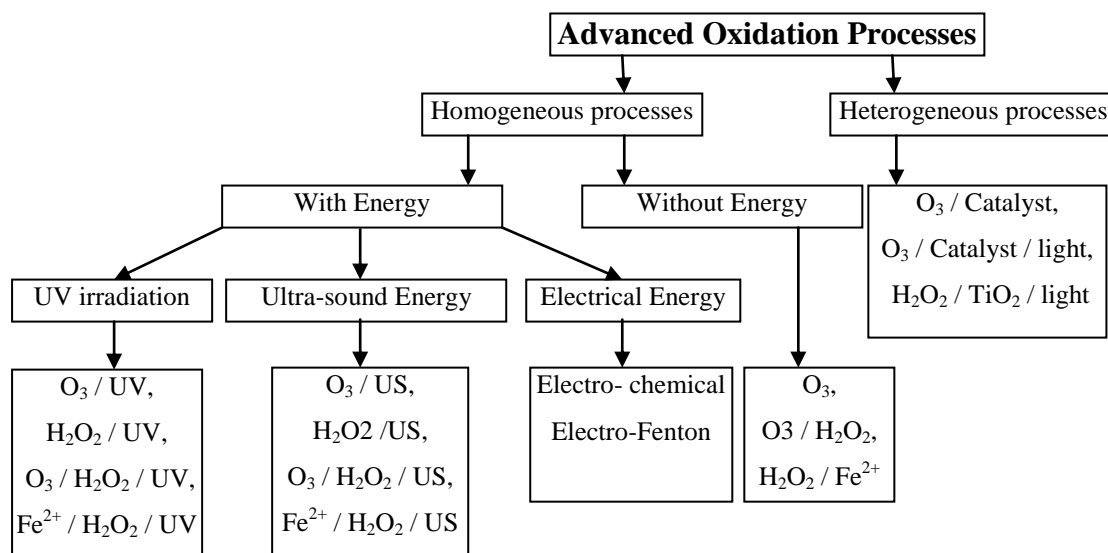 Advanced Oxidation Processes
Homogeneous processes
Heterogeneous processes
With Energy
Without Energy
O₃ / Catalyst,
O₃ / Catalyst / light,
H₂O₂ / TiO₂ / light
UV irradiation
Ultra-sound Energy
Electrical Energy
O₃ / UV,
H₂O₂ / UV,
O₃ / H₂O₂ / UV,
Fe²⁺ / H₂O₂ / UV
O₃ / US,
H₂O2 /US,
O₃ / H₂O₂ / US,
Fe²⁺ / H₂O₂ / US
Electro- chemical
Electro-Fenton
O₃,
O3 / H₂O₂,
H₂O₂ / Fe²⁺